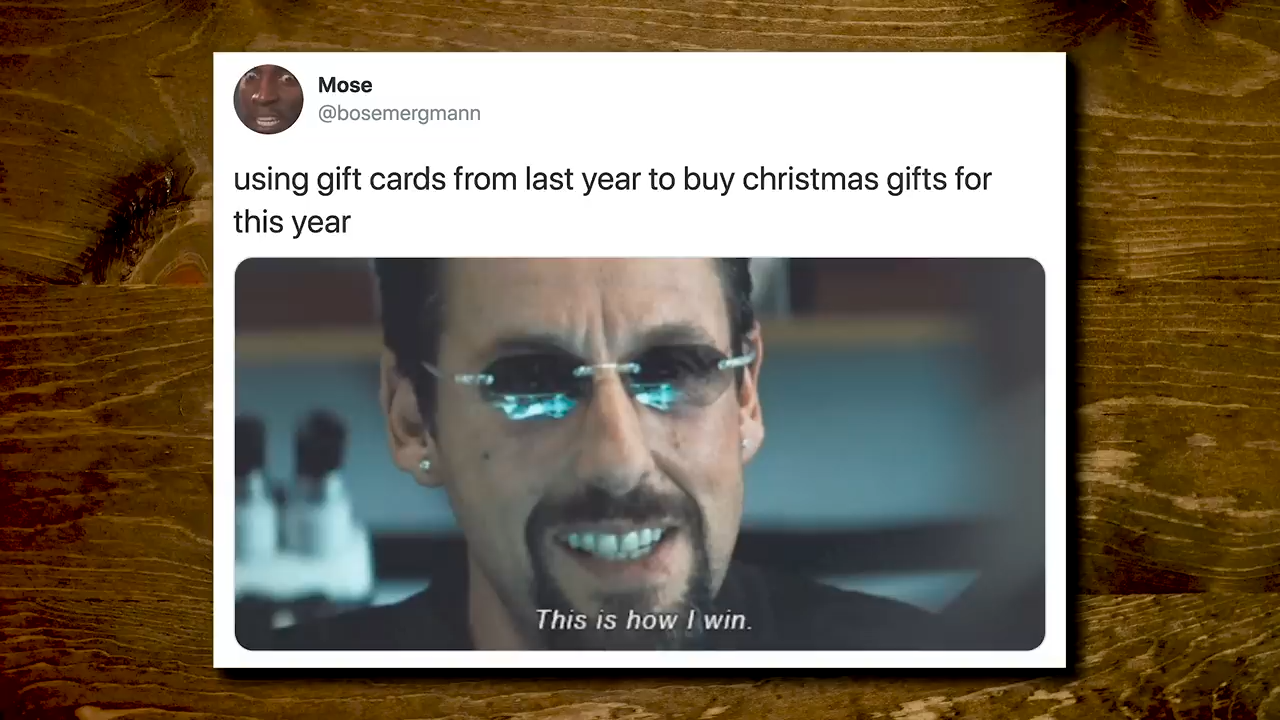 Mose
@bosemergmann
using gift cards from last year to buy christmas gifts for
this year
This is how I win.